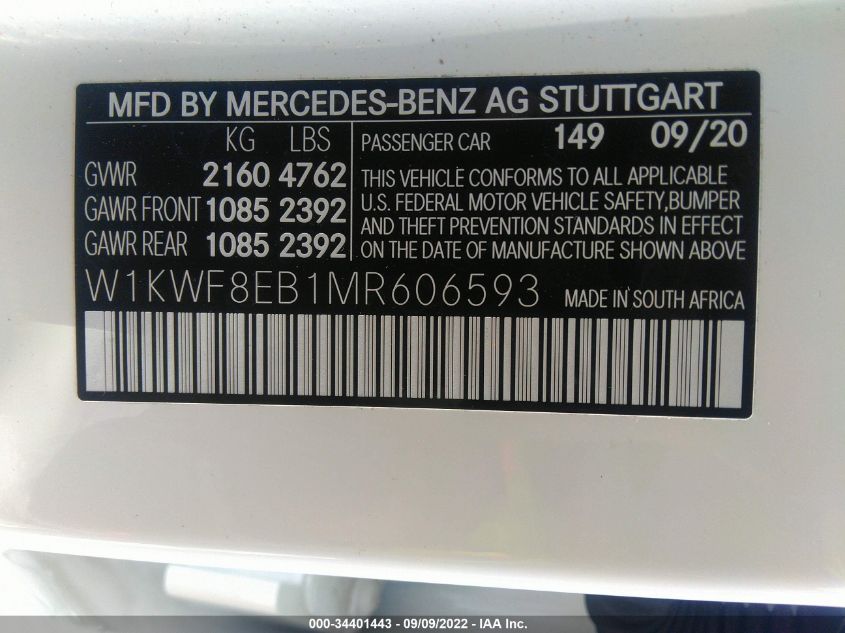 MFD BY MERCEDES-BENZ AG STUTTGART
KG LBS
GVWR 2160 4762
GAWR FRONT 1085 2392
GAWR REAR 1085 2392
PASSENGER CAR 149 09/20
THIS VEHICLE CONFORMS TO ALL APPLICABLE
U.S. FEDERAL MOTOR VEHICLE SAFETY,BUMPER
AND THEFT PREVENTION STANDARDS IN EFFECT
ON THE DATE OF MANUFACTURE SHOWN ABOVE
W1KWF8EB1MR606593 MADE IN SOUTH AFRICA
000-34401443 - 09/09/2022 - IAA Inc.